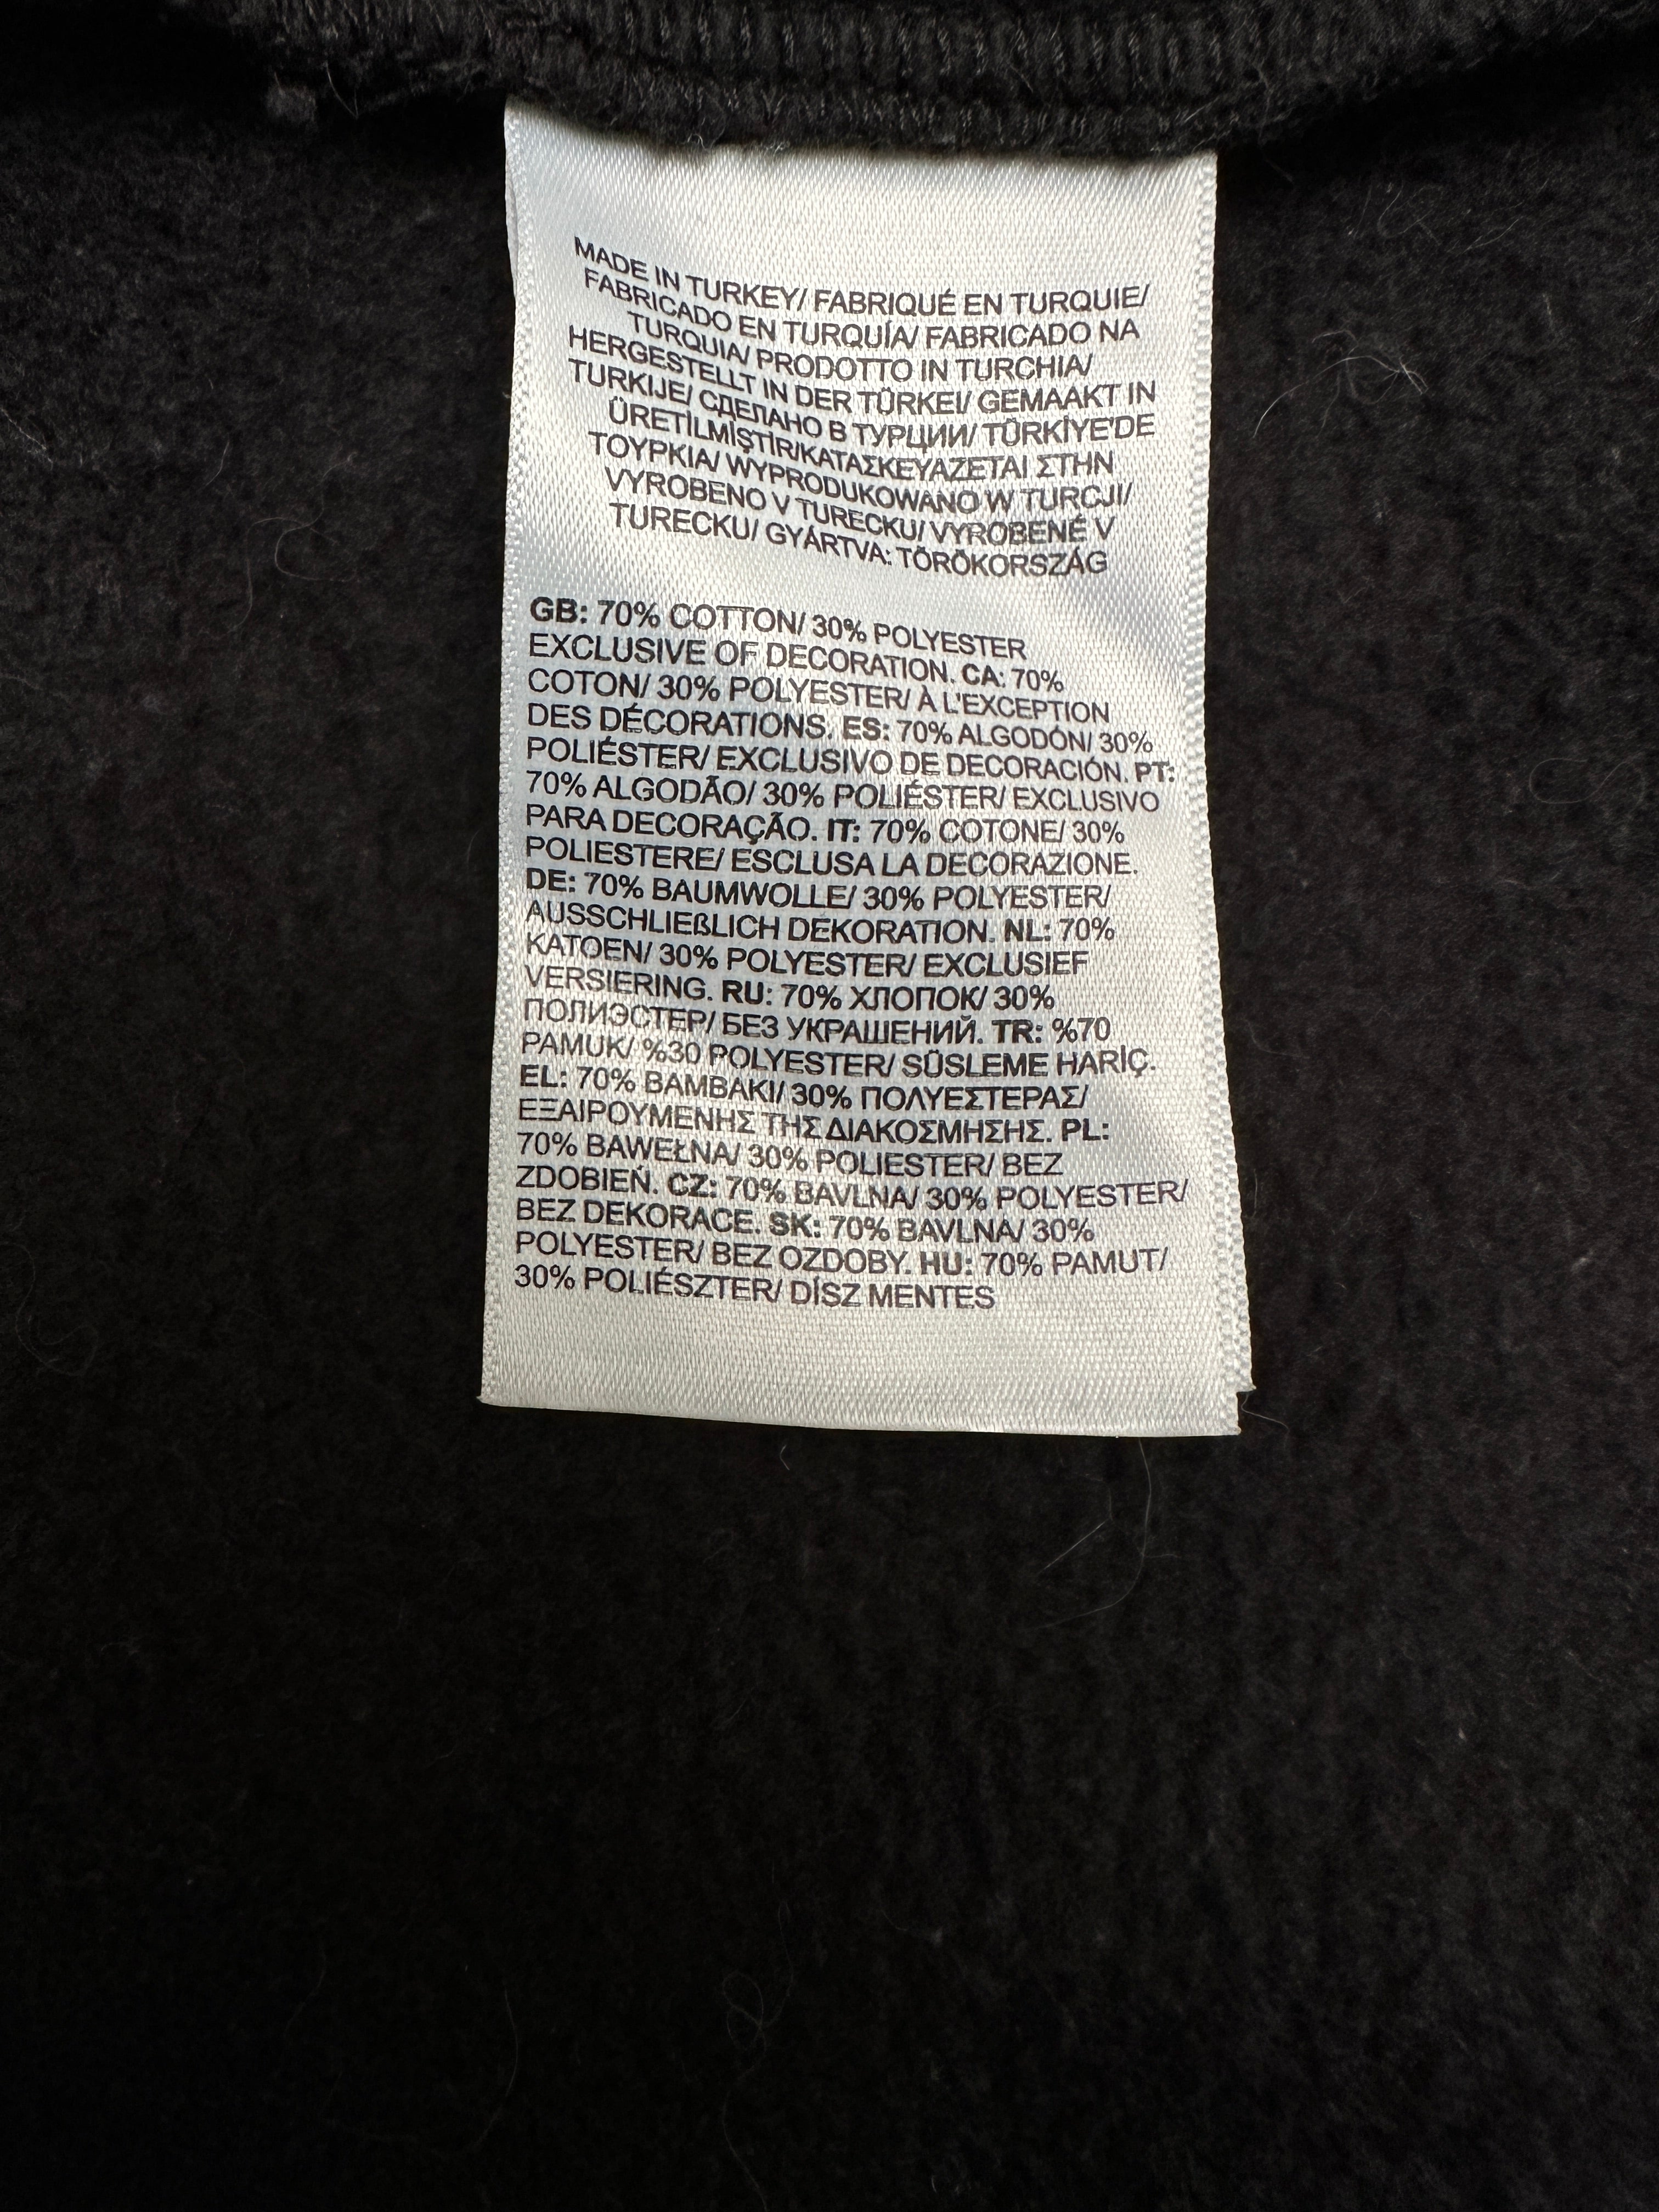 MADE IN TURKEY/ FABRIQUÉ EN TURQUIE/
FABRICADO EN TURQUÍA/ FABRICADO NA
TURQUIA/ PRODOTTO IN TURCHIA/
HERGESTELLT IN DER TÜRKEI/ GEMAAKT IN
TURKIJE/ СДЕЛАНО В ТУРЦИИ/ TÜRKİYE'DE
ÜRETİLMİŞTİR/ΚΑΤΑΣΚΕΥΑΖΕΤΑΙ ΣΤΗΝ
ΤΟΥΡΚΙΑ/ WYPRODUKOWANO W TURCJI/
VYROBENO V TURECKU/ VYROBENÉ V
TURECKU/ GYÁRTVA: TÖRÖKORSZÁG
GB: 70% COTTON/ 30% POLYESTER
EXCLUSIVE OF DECORATION. CA: 70%
COTON/ 30% POLYESTER/ À L'EXCEPTION
DES DÉCORATIONS. ES: 70% ALGODÓN/ 30%
POLIÉSTER/ EXCLUSIVO DE DECORACIÓN. PT:
70% ALGODÃO/ 30% POLIÉSTER/ EXCLUSIVO
PARA DECORAÇÃO. IT: 70% COTONE/ 30%
POLIESTERE/ ESCLUSA LA DECORAZIONE.
DE: 70% BAUMWOLLE/ 30% POLYESTER/
AUSSCHLIEßLICH DEKORATION. NL: 70%
KATOEN/ 30% POLYESTER/ EXCLUSIEF
VERSIERING. RU: 70% ХЛОПОК/ 30%
ПОЛИЭСТЕР/ БЕЗ УКРАШЕНИЙ. TR: %70
PAMUK/ %30 POLYESTER/ SÜSLEME HARİÇ.
EL: 70% ΒΑΜΒΑΚΙ/ 30% ΠΟΛΥΕΣΤΕΡΑΣ/
ΕΞΑΙΡΟΥΜΕΝΗΣ ΤΗΣ ΔΙΑΚΟΣΜΗΣΗΣ. PL:
70% BAWEŁNA/ 30% POLIESTER/ BEZ
ZDOBIEŃ. CZ: 70% BAVLNA/ 30% POLYESTER/
BEZ DEKORACE. SK: 70% BAVLNA/ 30%
POLYESTER/ BEZ OZDOBY. HU: 70% PAMUT/
30% POLIÉSZTER/ DÍSZ MENTES